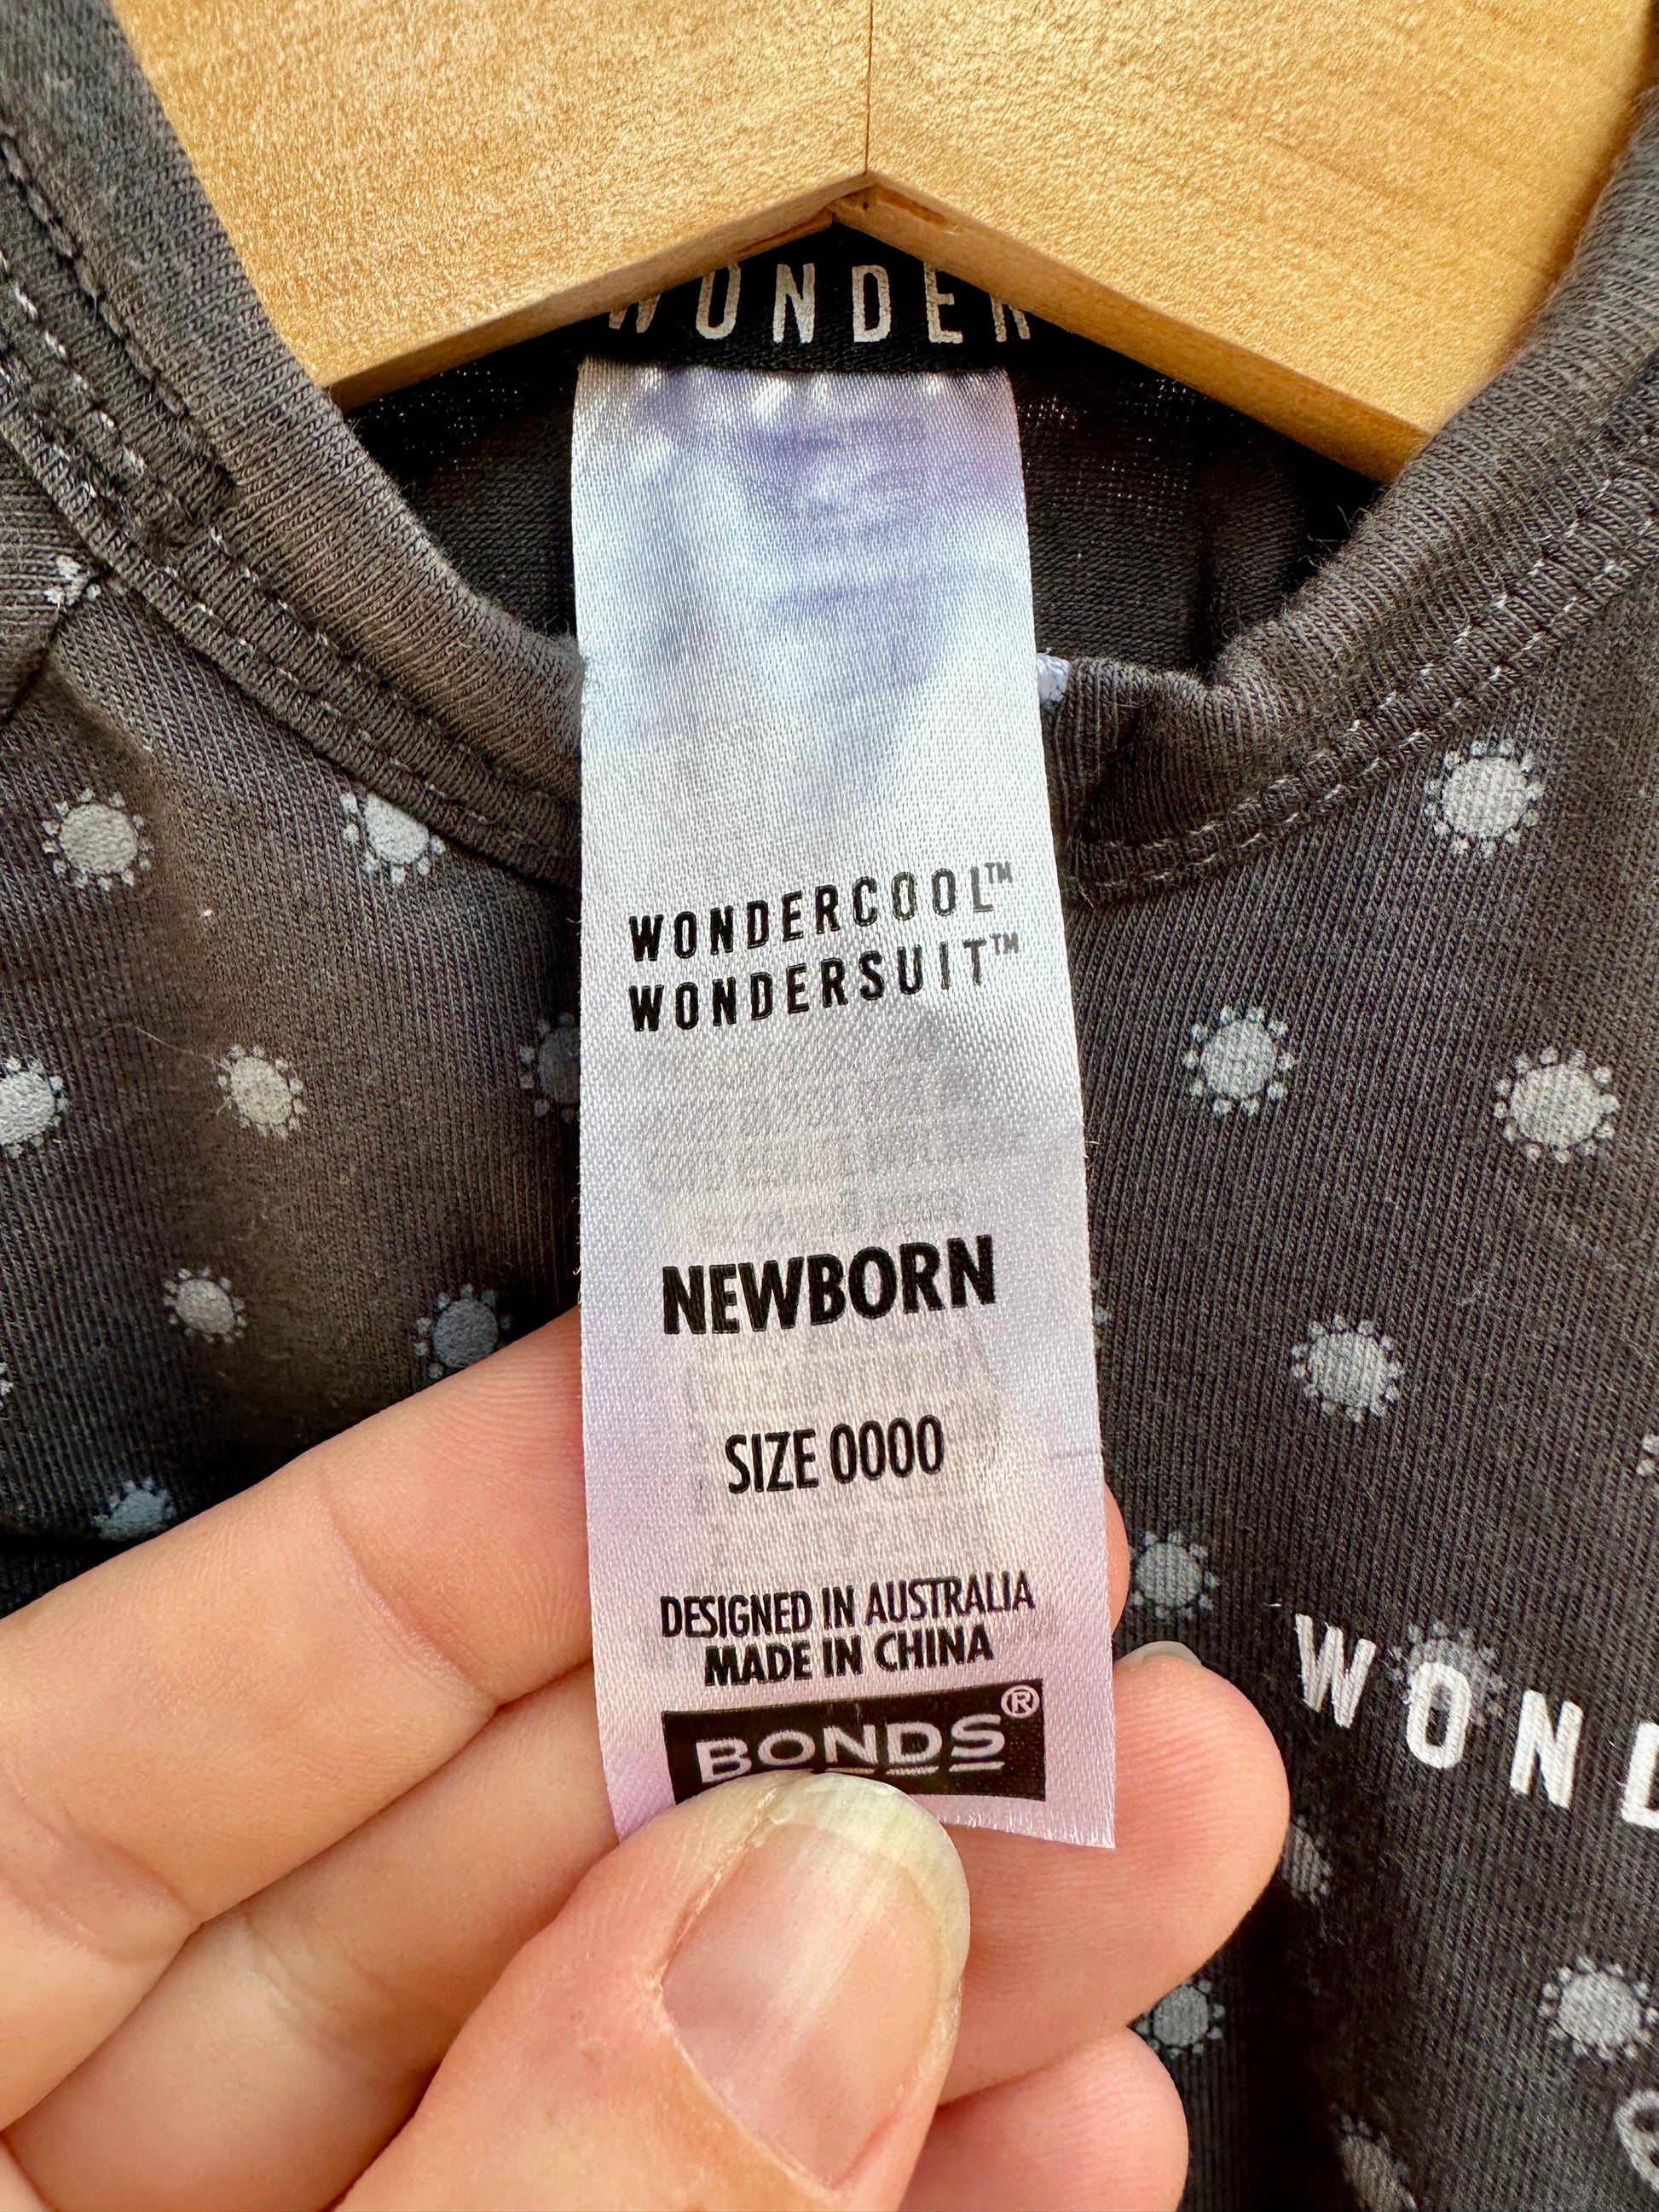 WONDER
WONDERCOOL™
WONDERSUIT™
NEWBORN
SIZE 0000
DESIGNED IN AUSTRALIA
MADE IN CHINA
BONDS®
WOND